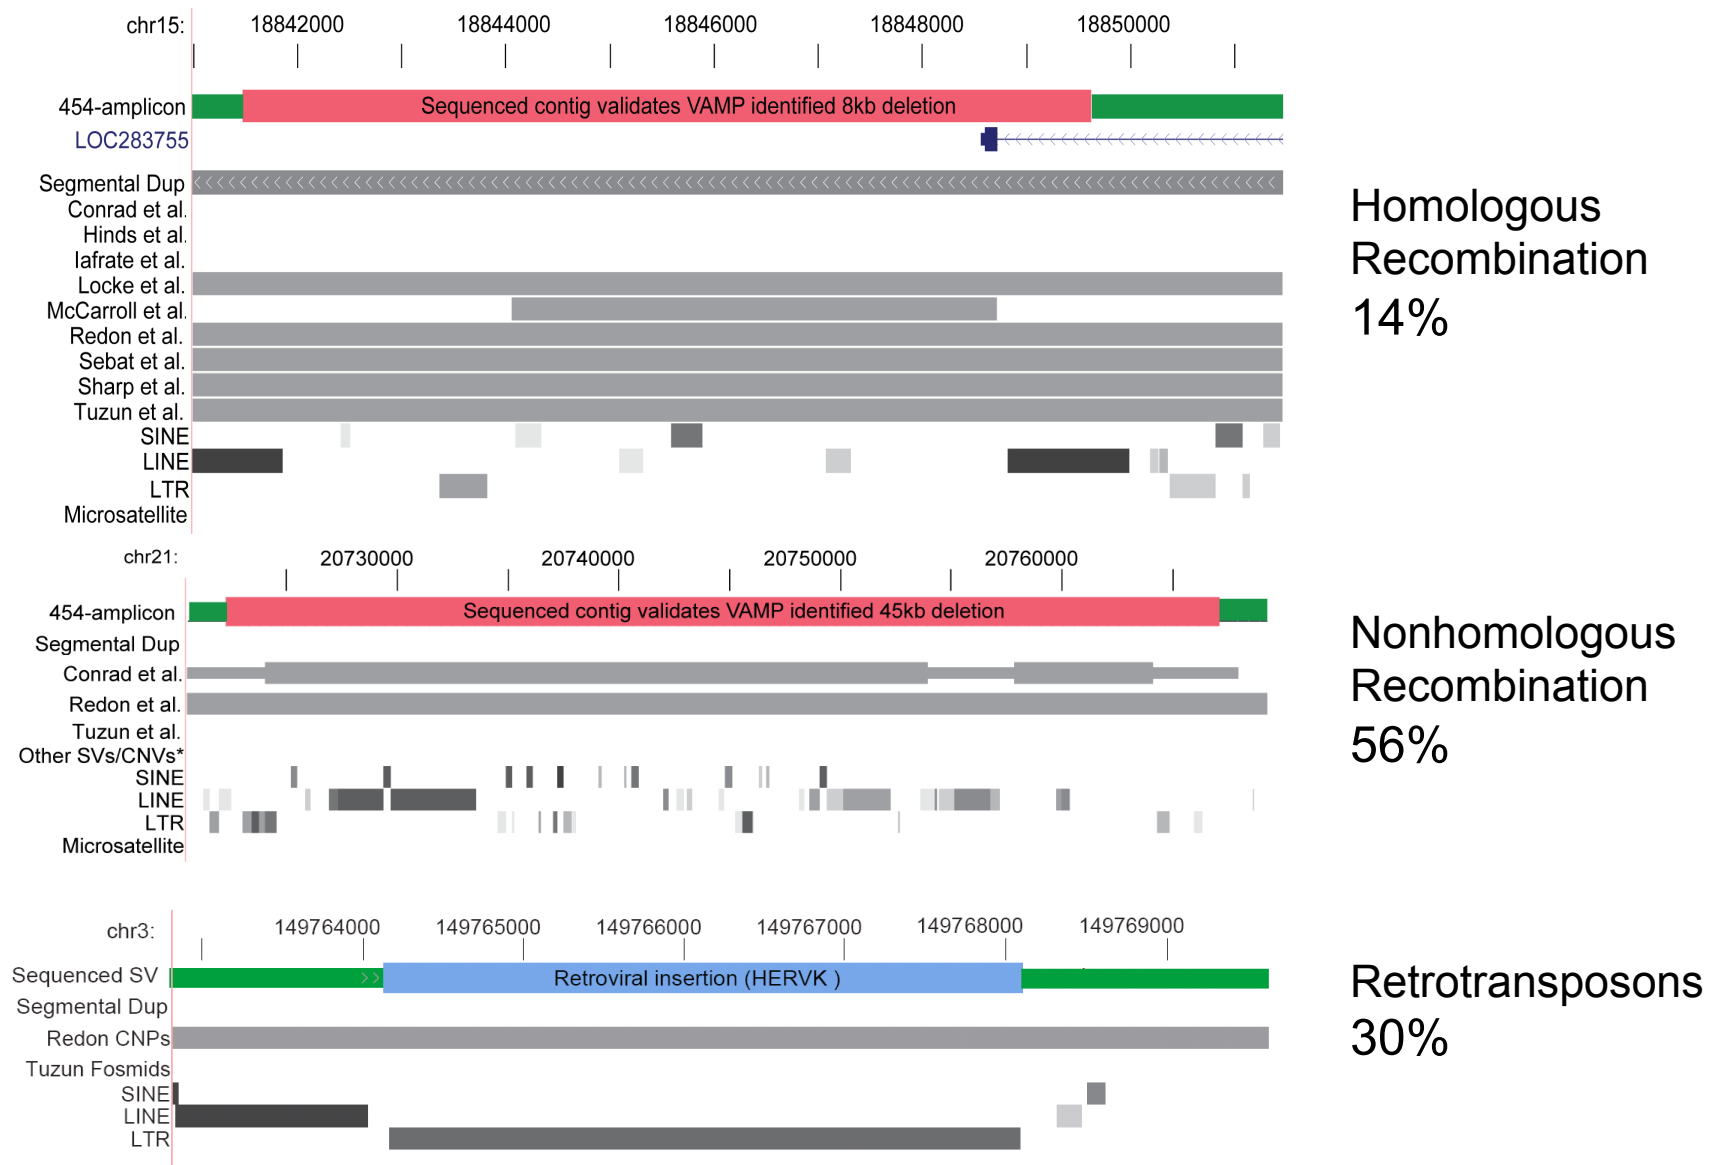 chr15: 18842000 18844000 18846000 18848000 18850000
454-amplicon Sequenced contig validates VAMP identified 8kb deletion
LOC283755
Segmental Dup
Conrad et al.
Hinds et al.
Iafrate et al.
Locke et al.
McCarroll et al.
Redon et al.
Sebat et al.
Sharp et al.
Tuzun et al.
SINE
LINE
LTR
Microsatellite
Homologous
Recombination
14%
chr21: 20730000 20740000 20750000 20760000
454-amplicon Sequenced contig validates VAMP identified 45kb deletion
Segmental Dup
Conrad et al.
Redon et al.
Tuzun et al.
Other SVs/CNVs*
SINE
LINE
LTR
Microsatellite
Nonhomologous
Recombination
56%
chr3: 149764000 149765000 149766000 149767000 149768000 149769000
Sequenced SV Retroviral insertion (HERVK )
Segmental Dup
Redon CNPs
Tuzun Fosmids
SINE
LINE
LTR
Retrotransposons
30%